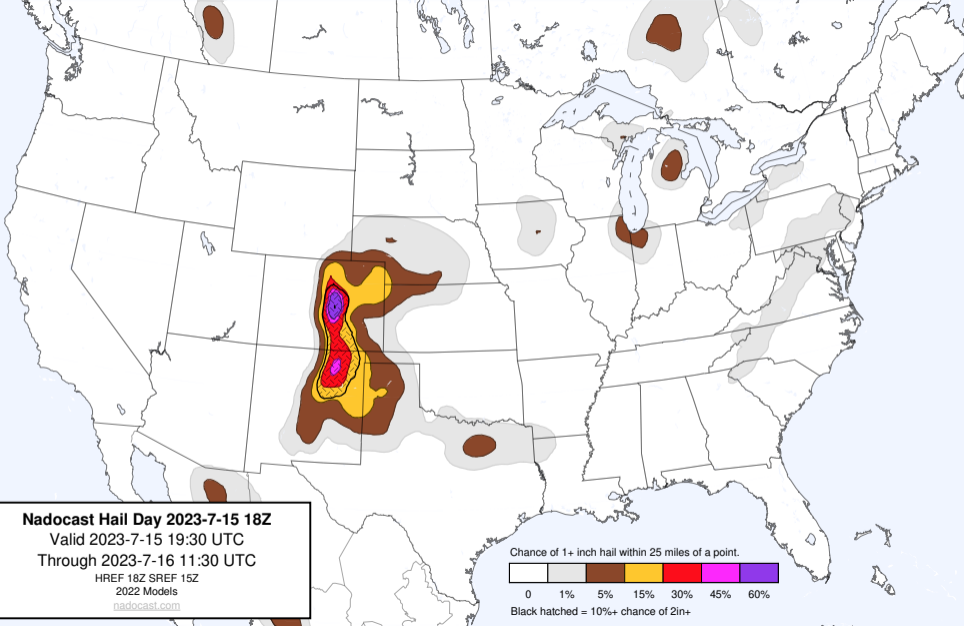 Nadocast Hail Day 2023-7-15 18Z
Valid 2023-7-15 19:30 UTC
Through 2023-7-16 11:30 UTC
HREF 18Z SREF 15Z
2022 Models
nadocast.com
Chance of 1+ inch hail within 25 miles of a point.
0 1% 5% 15% 30% 45% 60%
Black hatched = 10%+ chance of 2in+